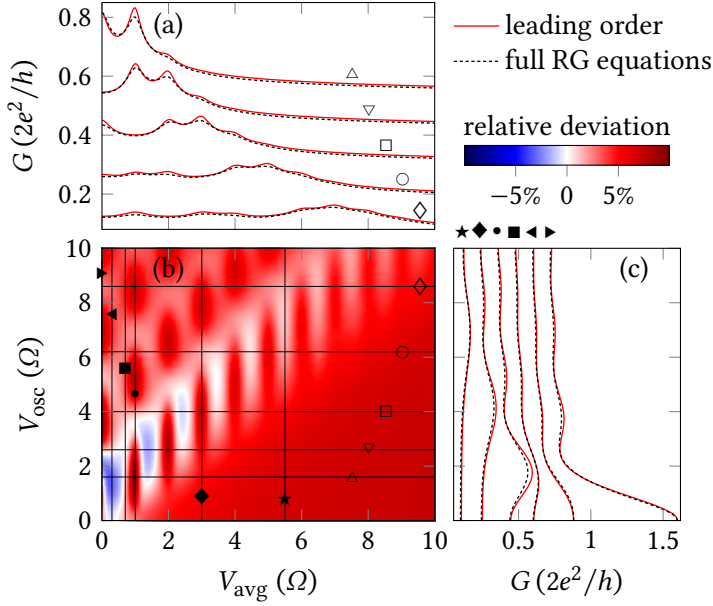 (a)
0.8
0.6
0.4
0.2
G (2e²/h)
leading order
full RG equations
relative deviation
−5% 0 5%
(b)
10
8
6
4
2
0
V_osc (Ω)
0 2 4 6 8 10
V_avg (Ω)
(c)
0.5 1 1.5
G (2e²/h)